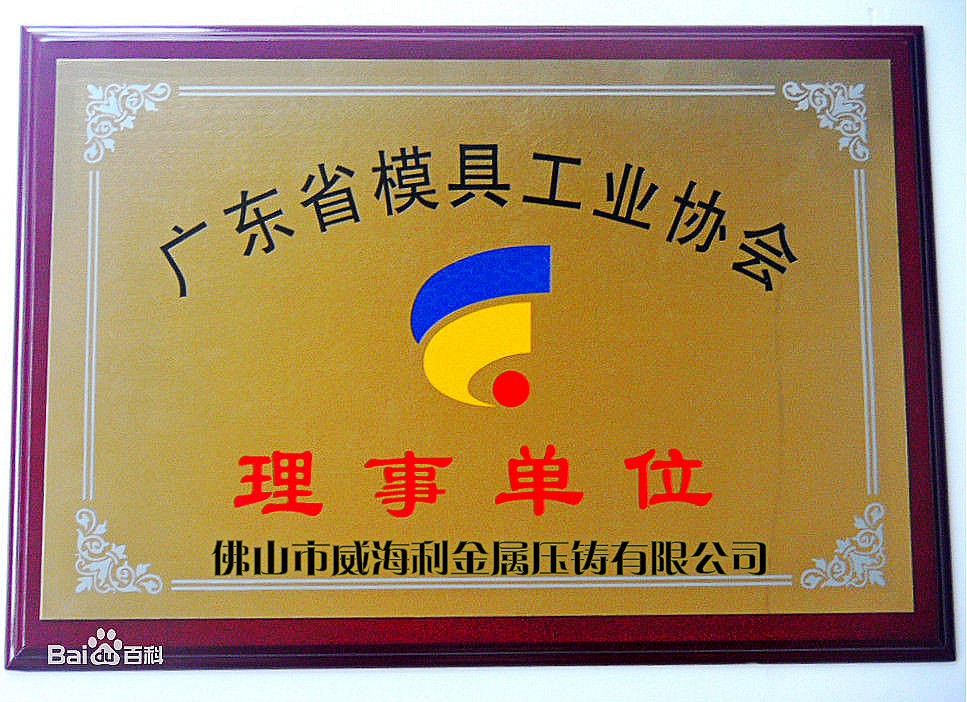 广东省模具工业协会
理事单位
佛山市威海利金属压铸有限公司
Baidu百科